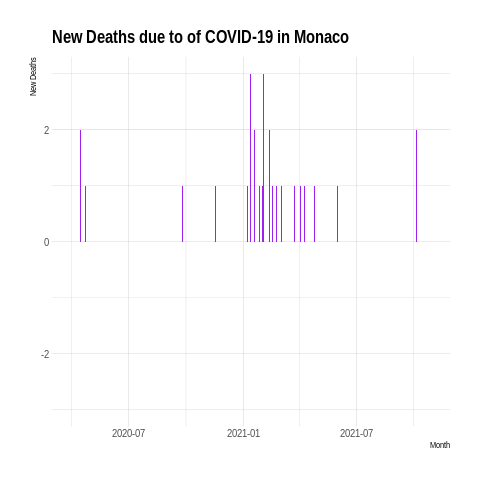 New Deaths due to of COVID-19 in Monaco
New Deaths
2
0
-2
2020-07
2021-01
2021-07
Month